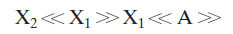 X₂ ≪ X₁ ≫ X₁ ≪ A ≫